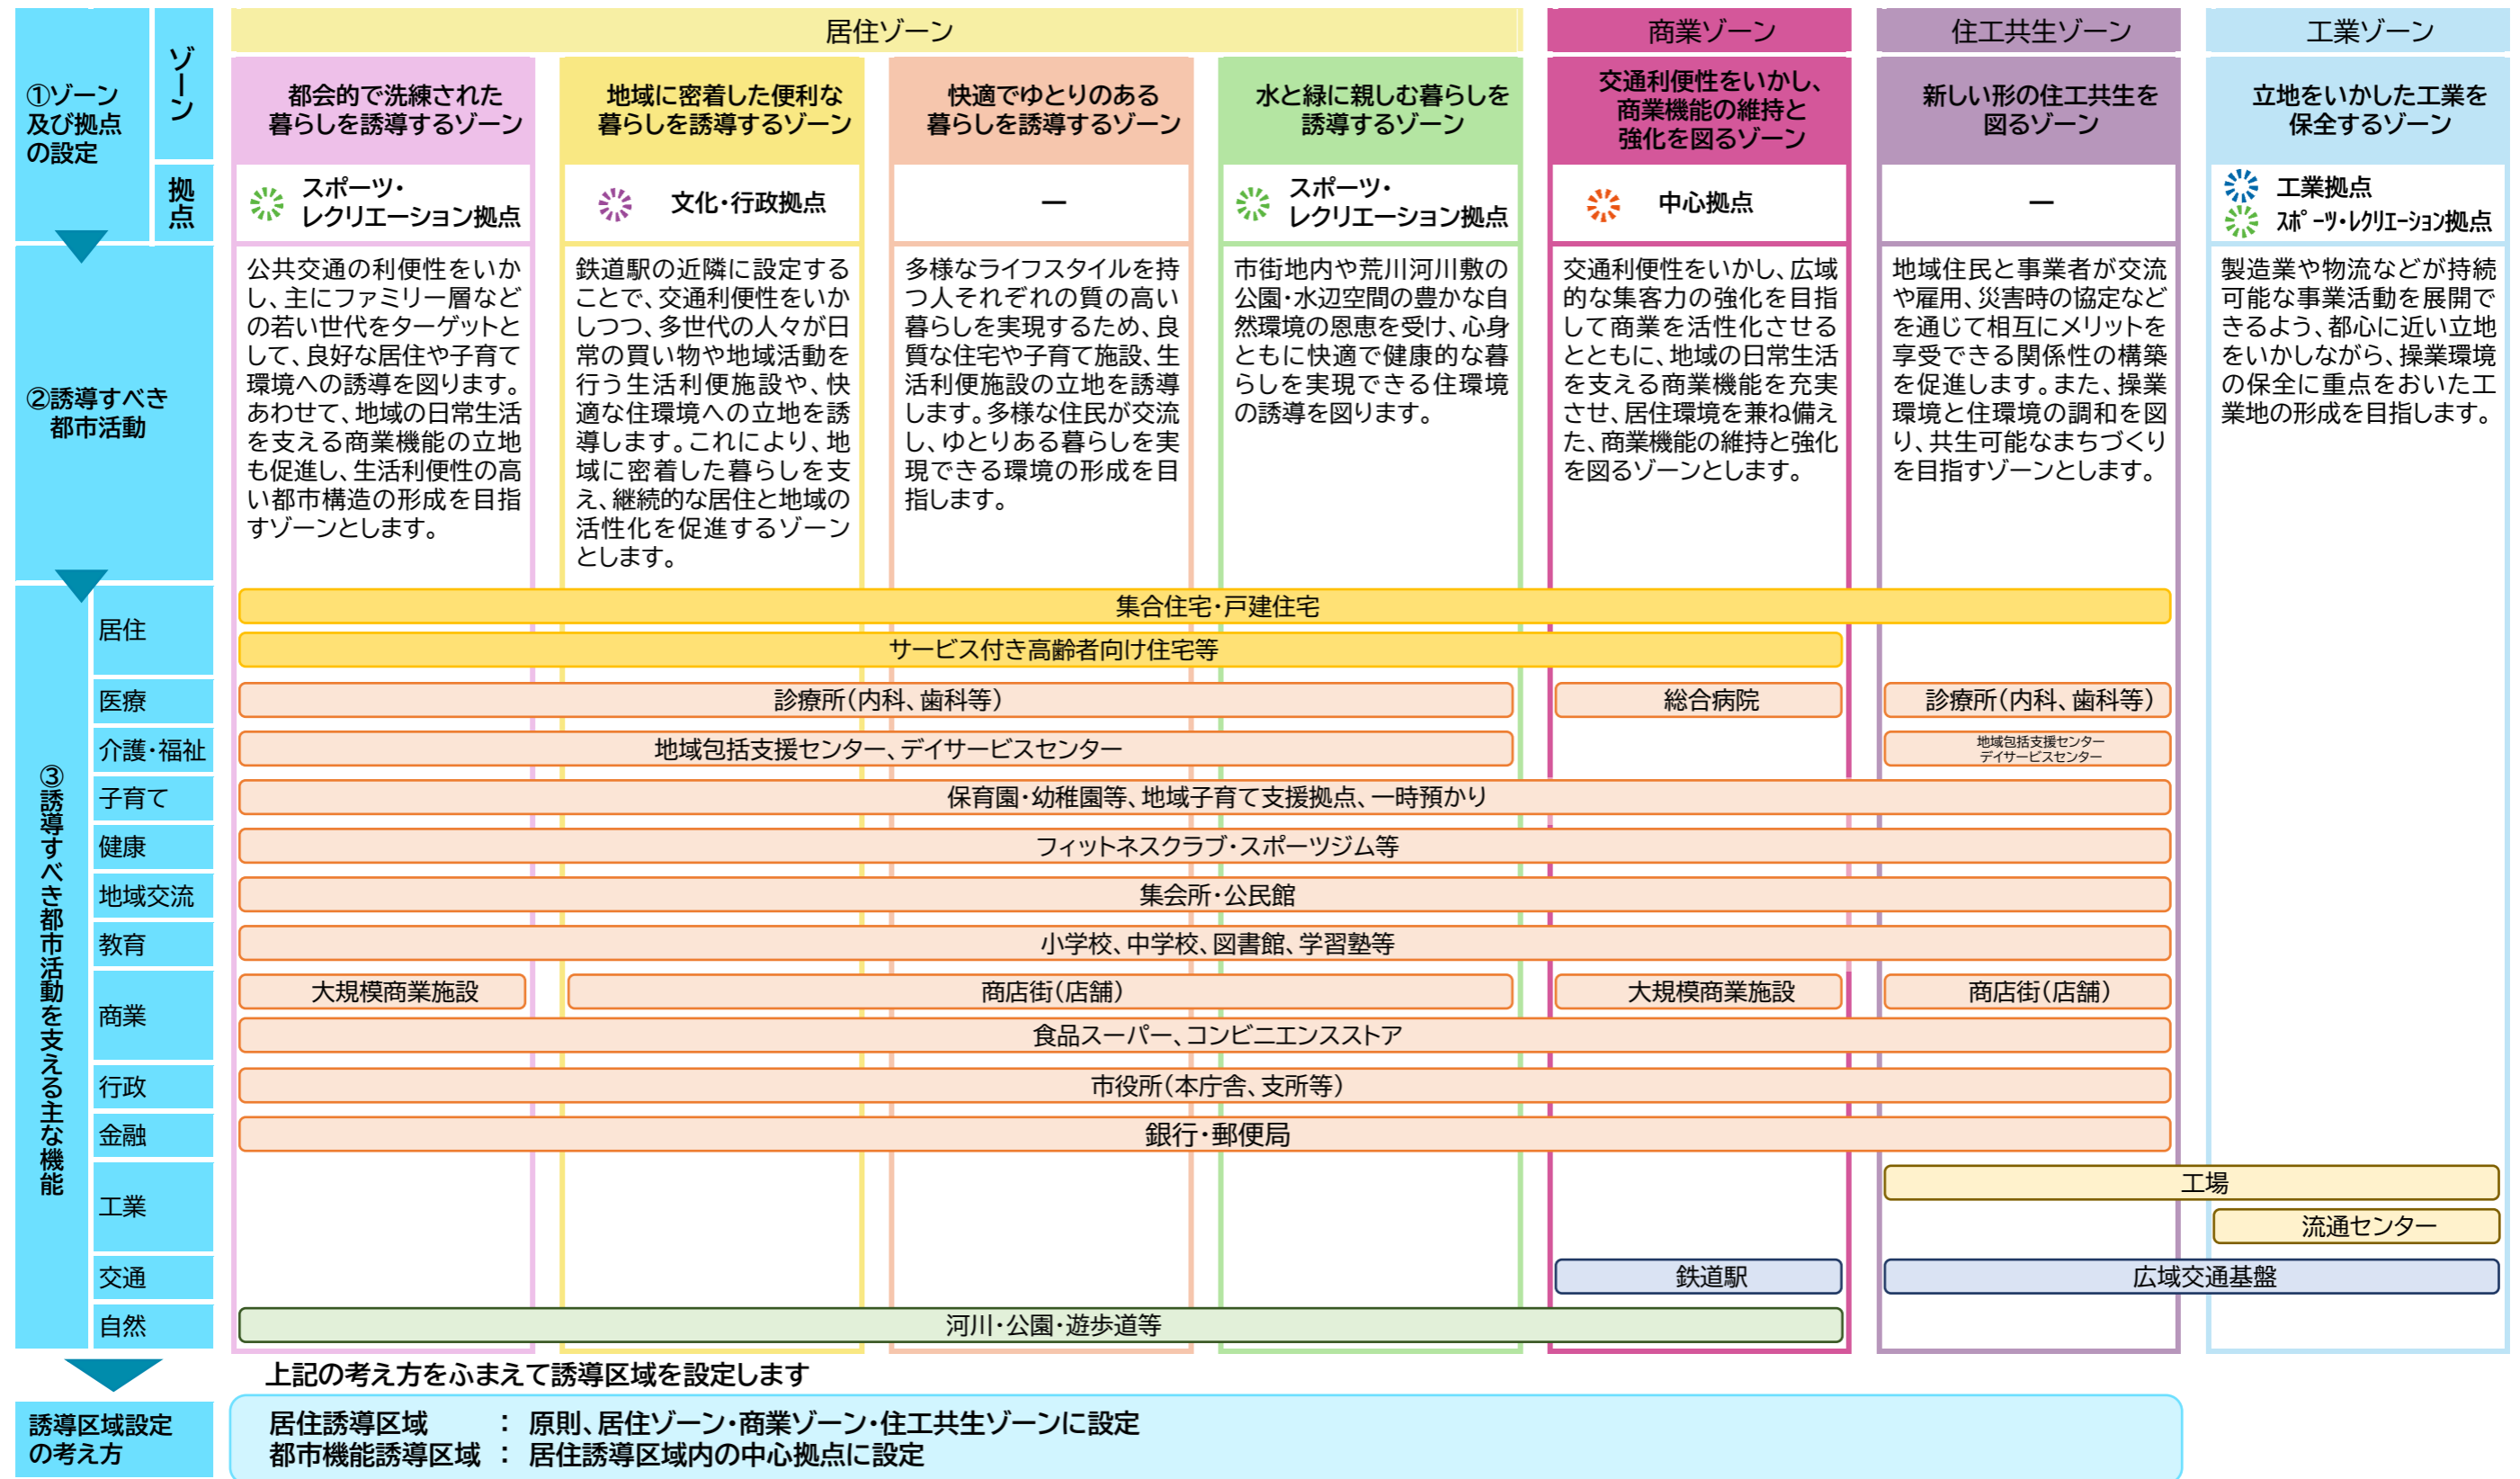 ①ゾーン
及び拠点
の設定
ゾーン
拠点
居住ゾーン
商業ゾーン
住工共生ゾーン
工業ゾーン
都会的で洗練された
暮らしを誘導するゾーン
地域に密着した便利な
暮らしを誘導するゾーン
快適でゆとりのある
暮らしを誘導するゾーン
水と緑に親しむ暮らしを
誘導するゾーン
交通利便性をいかし、
商業機能の維持と
強化を図るゾーン
新しい形の住工共生を
図るゾーン
立地をいかした工業を
保全するゾーン
スポーツ・
レクリエーション拠点
文化・行政拠点
ー
スポーツ・
レクリエーション拠点
中心拠点
ー
工業拠点
ｽﾎﾟｰﾂ・ﾚｸﾘｴｰｼｮﾝ拠点
②誘導すべき
都市活動
公共交通の利便性をいか
し、主にファミリー層など
の若い世代をターゲットと
して、良好な居住や子育て
環境への誘導を図ります。
あわせて、地域の日常生活
を支える商業機能の立地
も促進し、生活利便性の高
い都市構造の形成を目指
すゾーンとします。
鉄道駅の近隣に設定する
ことで、交通利便性をいか
しつつ、多世代の人々が日
常の買い物や地域活動を
行う生活利便施設や、快
適な住環境への立地を誘
導します。これにより、地
域に密着した暮らしを支
え、継続的な居住と地域の
活性化を促進するゾーン
とします。
多様なライフスタイルを持
つ人それぞれの質の高い
暮らしを実現するため、良
質な住宅や子育て施設、生
活利便施設の立地を誘導
します。多様な住民が交流
し、ゆとりある暮らしを実
現できる環境の形成を目
指します。
市街地内や荒川河川敷の
公園・水辺空間の豊かな自
然環境の恩恵を受け、心身
ともに快適で健康的な暮
らしを実現できる住環境
の誘導を図ります。
交通利便性をいかし、広域
的な集客力の強化を目指
して商業を活性化させる
とともに、地域の日常生活
を支える商業機能を充実
させ、居住環境を兼ね備え
た、商業機能の維持と強化
を図るゾーンとします。
地域住民と事業者が交流
や雇用、災害時の協定など
を通じて相互にメリットを
享受できる関係性の構築
を促進します。また、操業
環境と住環境の調和を図
り、共生可能なまちづくり
を目指すゾーンとします。
製造業や物流などが持続
可能な事業活動を展開で
きるよう、都心に近い立地
をいかしながら、操業環境
の保全に重点をおいた工
業地の形成を目指します。
③誘導すべき都市活動を支える主な機能
居住
集合住宅・戸建住宅
サービス付き高齢者向け住宅等
医療
診療所(内科、歯科等)
総合病院
診療所(内科、歯科等)
介護・福祉
地域包括支援センター、デイサービスセンター
地域包括支援センター
デイサービスセンター
子育て
保育園・幼稚園等、地域子育て支援拠点、一時預かり
健康
フィットネスクラブ・スポーツジム等
地域交流
集会所・公民館
教育
小学校、中学校、図書館、学習塾等
商業
大規模商業施設
商店街(店舗)
大規模商業施設
商店街(店舗)
食品スーパー、コンビニエンスストア
行政
市役所(本庁舎、支所等)
金融
銀行・郵便局
工業
工場
流通センター
交通
鉄道駅
広域交通基盤
自然
河川・公園・遊歩道等
上記の考え方をふまえて誘導区域を設定します
誘導区域設定
の考え方
居住誘導区域 : 原則、居住ゾーン・商業ゾーン・住工共生ゾーンに設定
都市機能誘導区域 : 居住誘導区域内の中心拠点に設定